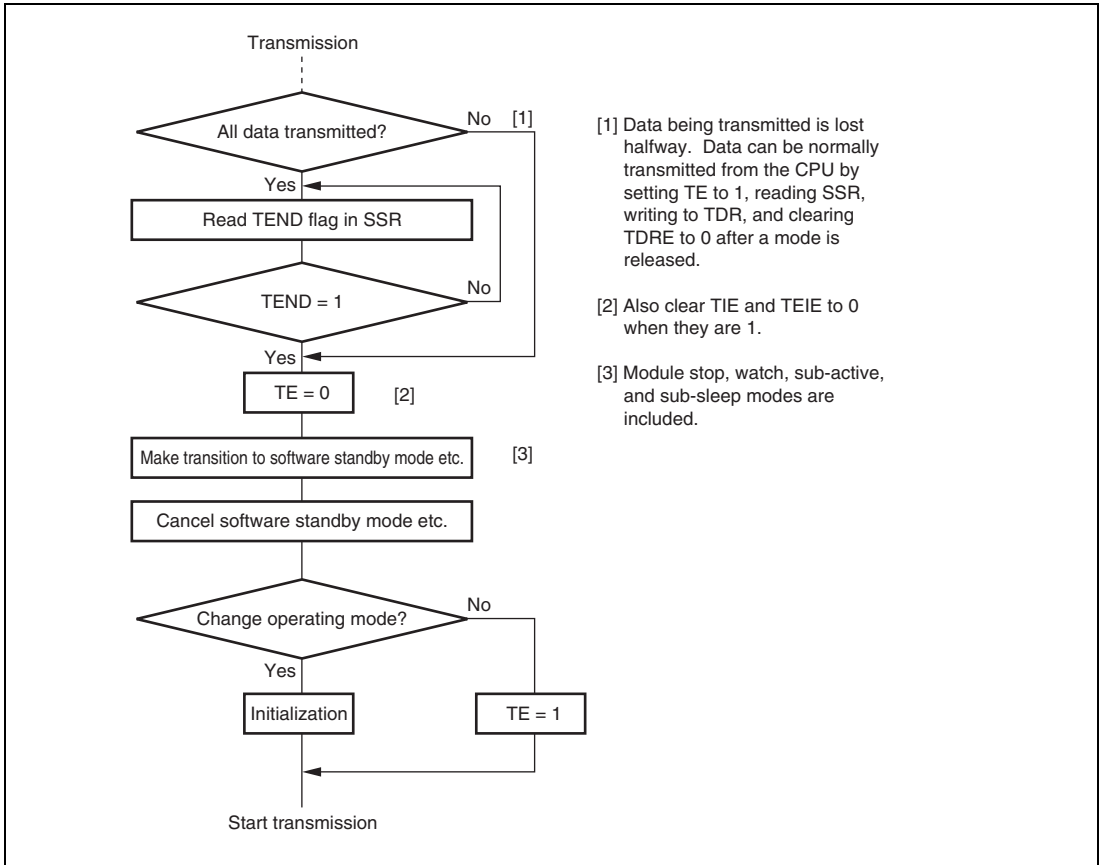 Transmission
All data transmitted?
No [1]
Yes
Read TEND flag in SSR
TEND = 1
No
Yes
TE = 0
[2]
Make transition to software standby mode etc.
[3]
Cancel software standby mode etc.
Change operating mode?
No
Yes
Initialization
TE = 1
Start transmission
[1] Data being transmitted is lost
halfway. Data can be normally
transmitted from the CPU by
setting TE to 1, reading SSR,
writing to TDR, and clearing
TDRE to 0 after a mode is
released.
[2] Also clear TIE and TEIE to 0
when they are 1.
[3] Module stop, watch, sub-active,
and sub-sleep modes are
included.